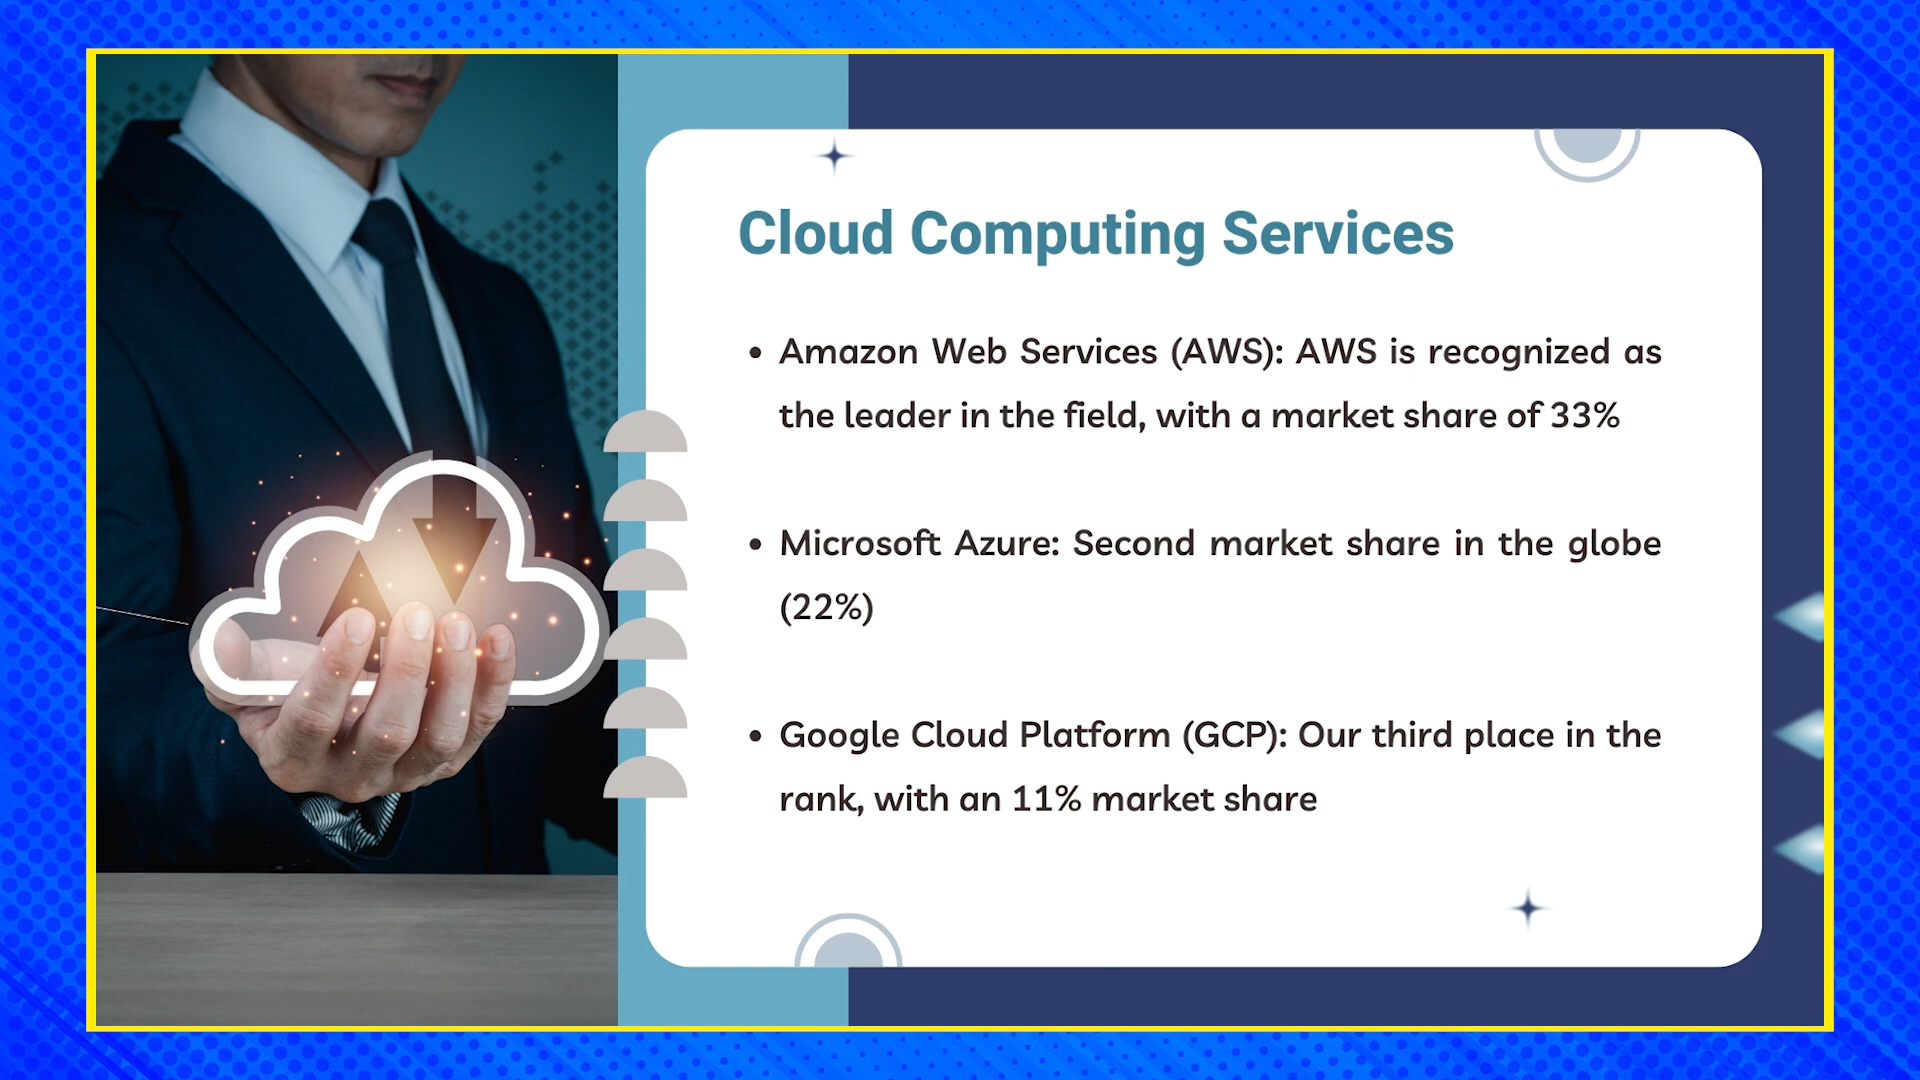 Cloud Computing Services
• Amazon Web Services (AWS): AWS is recognized as
the leader in the field, with a market share of 33%
• Microsoft Azure: Second market share in the globe
(22%)
• Google Cloud Platform (GCP): Our third place in the
rank, with an 11% market share